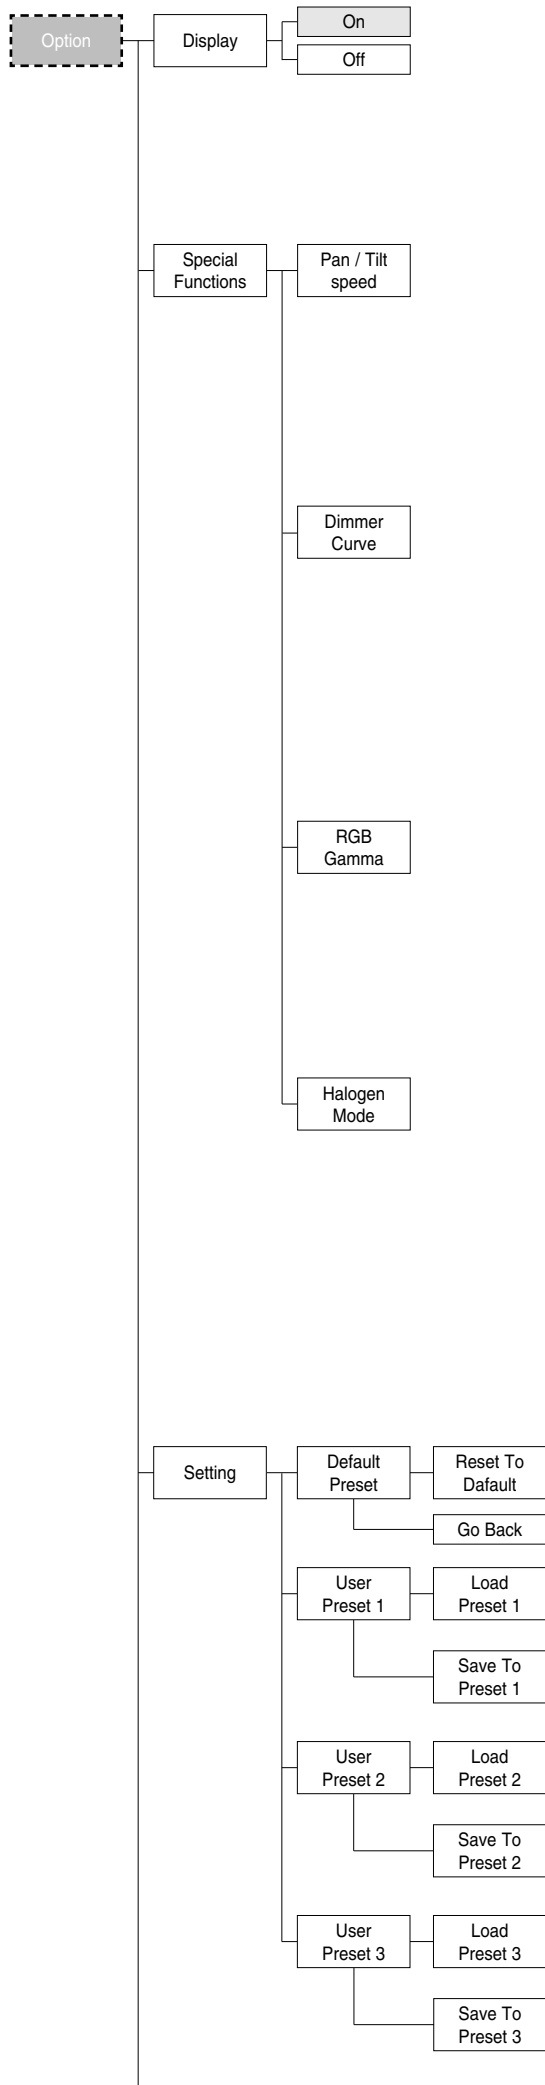 Option
Display
On
Off
Special
Functions
Pan / Tilt
speed
Dimmer
Curve
RGB
Gamma
Halogen
Mode
Setting
Default
Preset
Reset To
Dafault
Go Back
User
Preset 1
Load
Preset 1
Save To
Preset 1
User
Preset 2
Load
Preset 2
Save To
Preset 2
User
Preset 3
Load
Preset 3
Save To
Preset 3